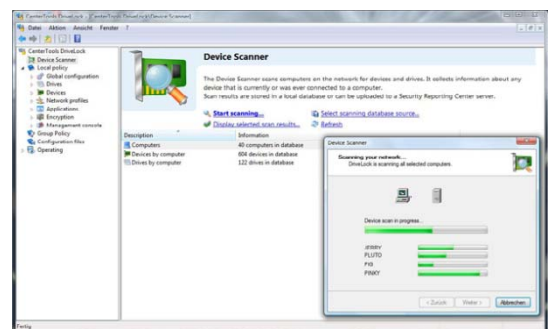 CenterTools DriveLock - [CenterTools DriveLock\Device Scanner]
Datei Aktion Ansicht Fenster ?
CenterTools DriveLock
Device Scanner
Local policy
Global configuration
Drives
Devices
Network profiles
Applications
Encryption
Management console
Group Policy
Configuration files
Operating
Device Scanner
The Device Scanner scans computers on the network for devices and drives. It collects information about any
device that is currently or was ever connected to a computer.
Scan results are stored in a local database or can be uploaded to a Security Reporting Center server.
Start scanning... Select scanning database source...
Display selected scan results... Refresh
Description Information
Computers 40 computers in database
Devices by computer 604 devices in database
Drives by computer 122 drives in database
Device Scanner
Scanning your network...
DriveLock is scanning all selected computers.
Device scan in progress...
PLUTO
PINKY
< Zurück Weiter > Abbrechen
Fertig